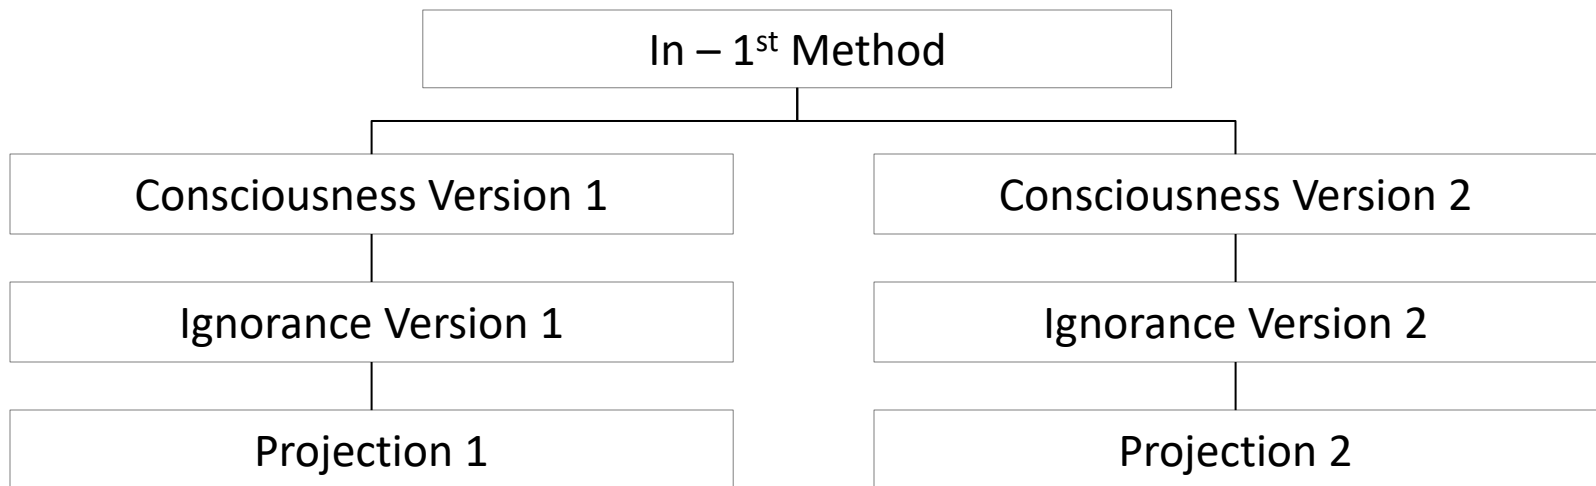 In – 1st Method
Consciousness Version 1
Consciousness Version 2
Ignorance Version 1
Ignorance Version 2
Projection 1
Projection 2